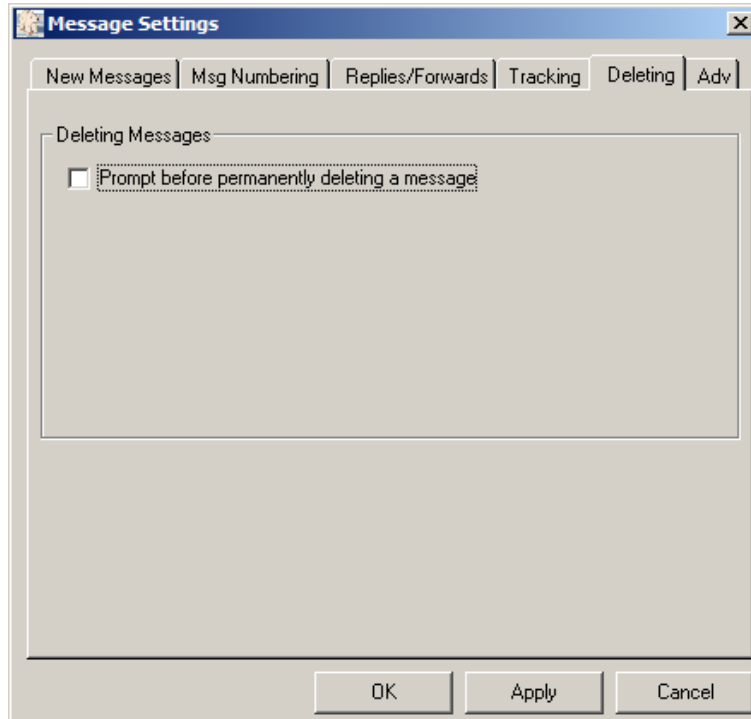 Message Settings
New Messages Msg Numbering Replies/Forwards Tracking Deleting Adv
Deleting Messages
Prompt before permanently deleting a message
OK Apply Cancel